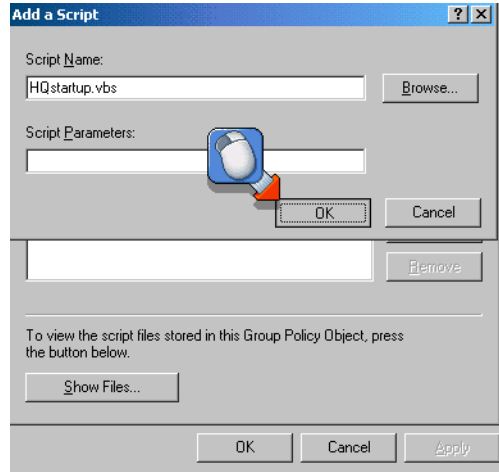 Add a Script
Script Name:
HQstartup.vbs
Browse...
Script Parameters:
OK
Cancel
Remove
To view the script files stored in this Group Policy Object, press
the button below.
Show Files...
OK
Cancel
Apply